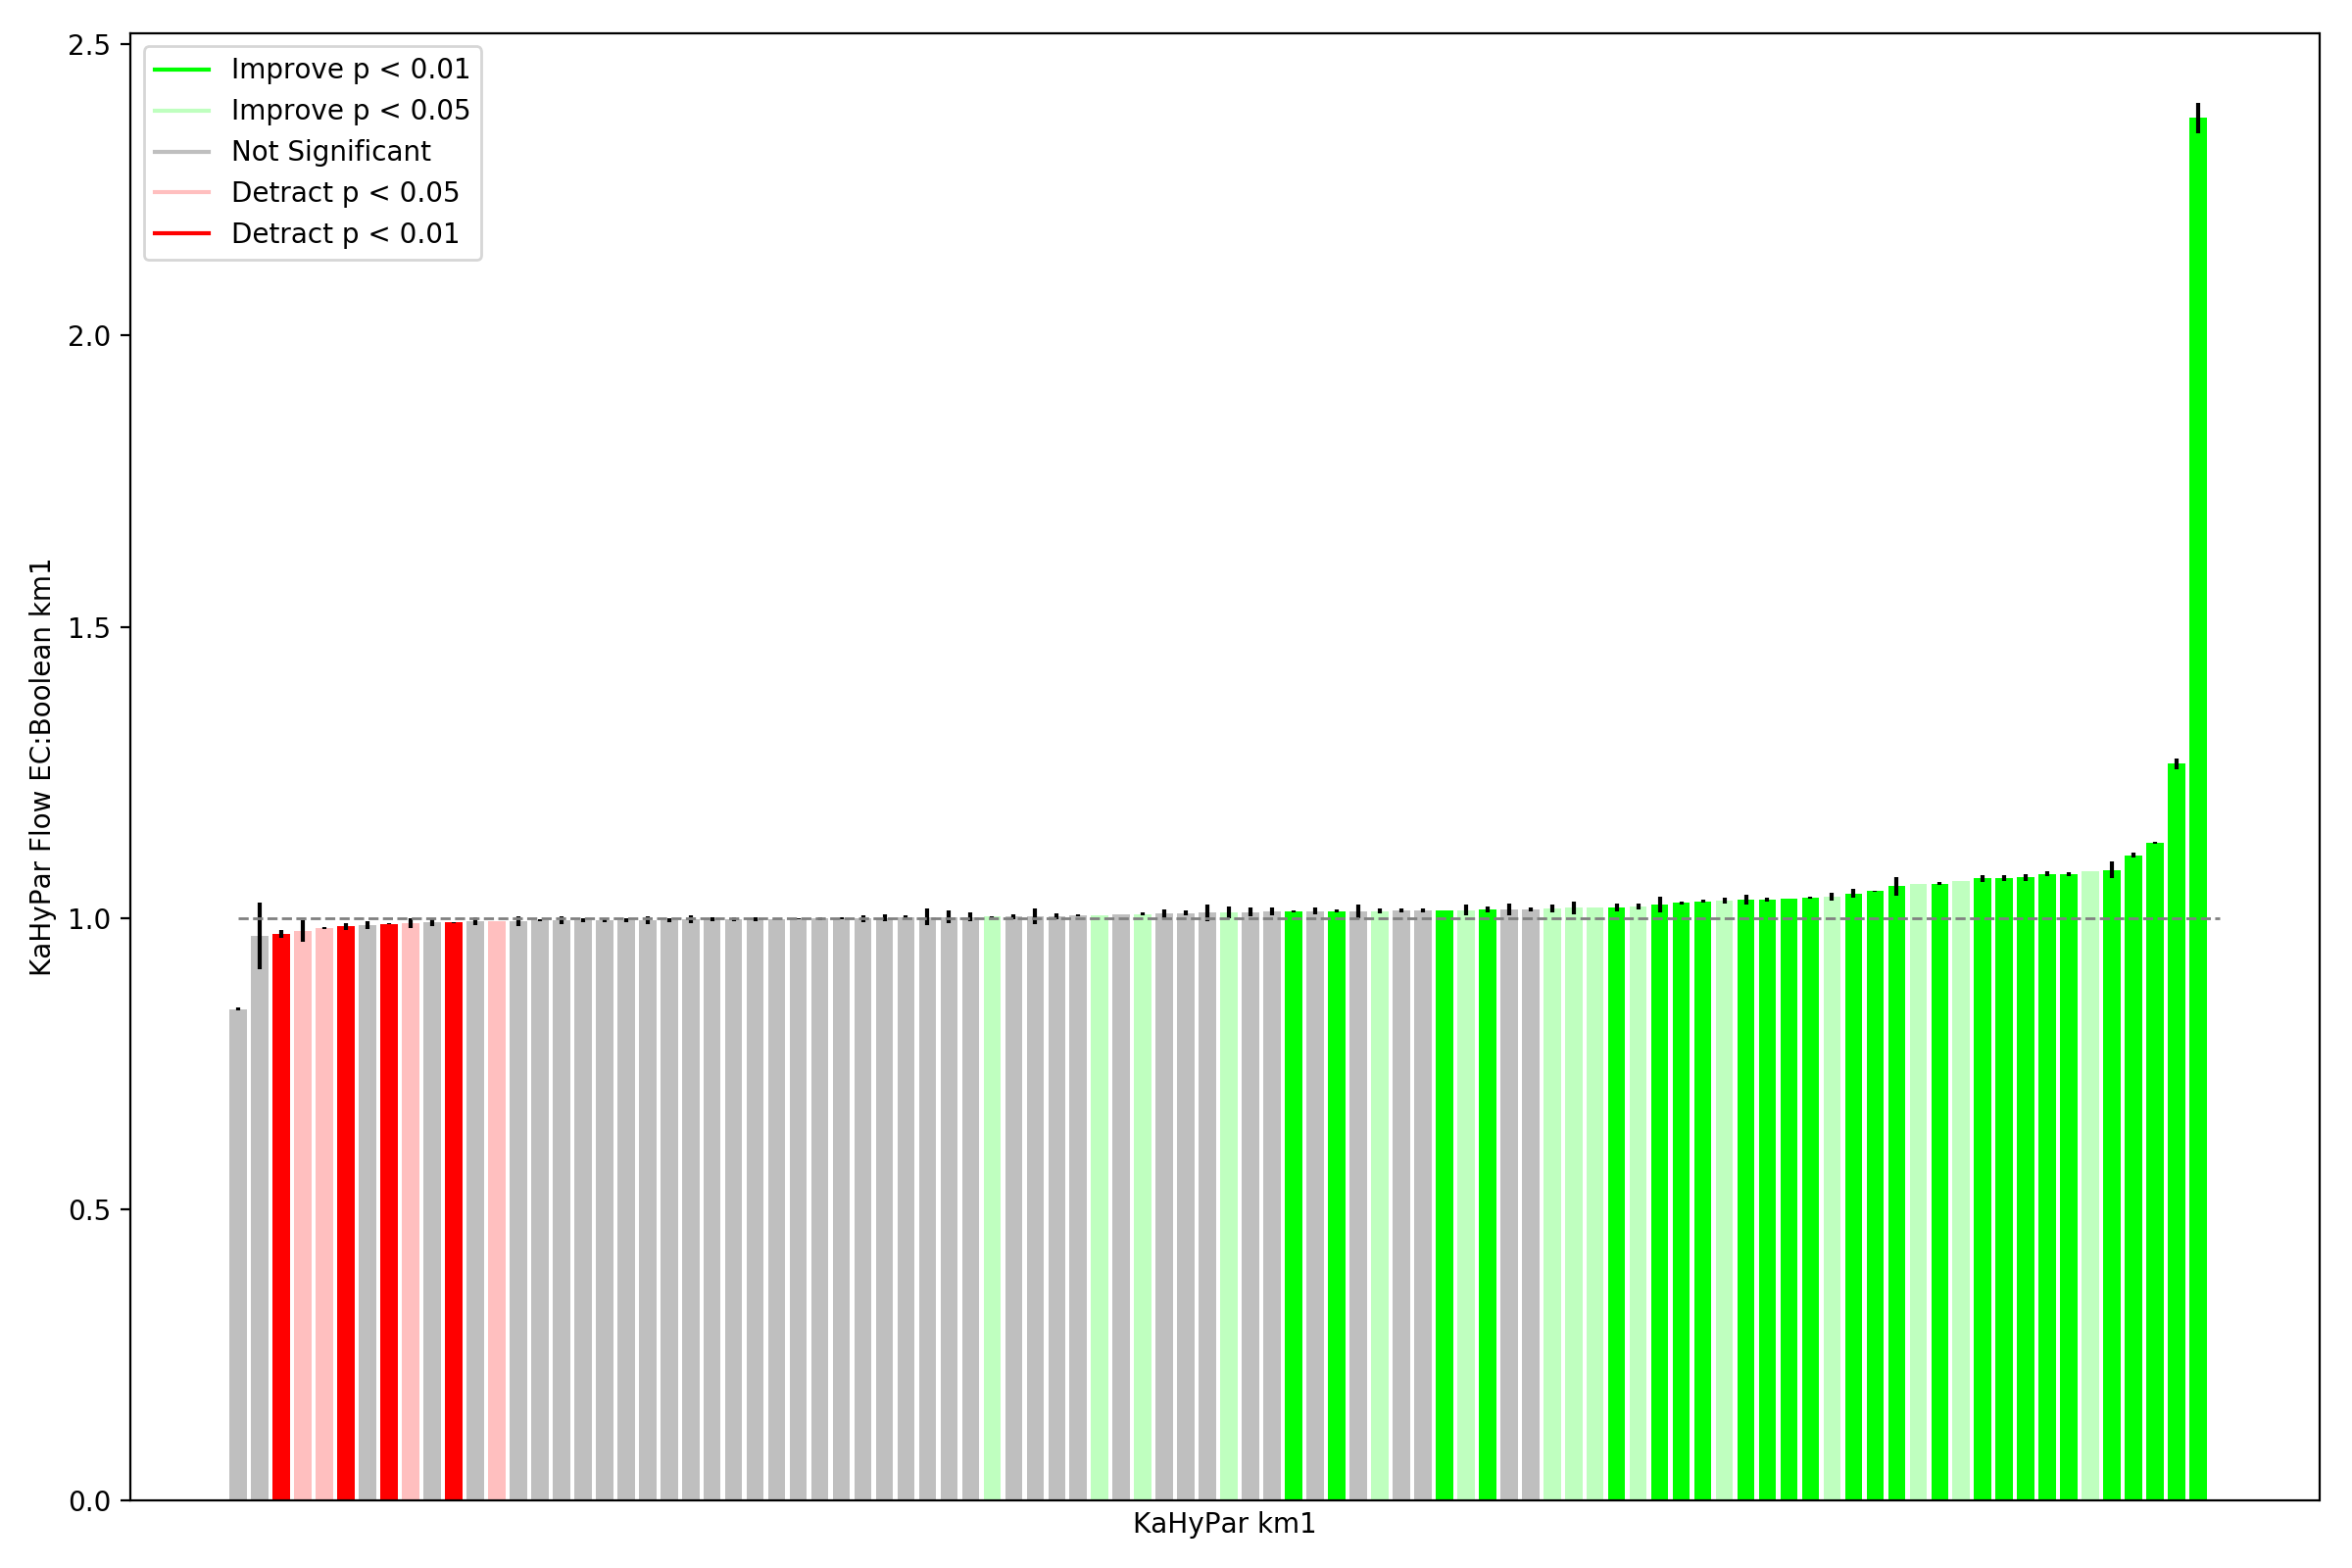 2.5
2.0
1.5
1.0
0.5
0.0
KaHyPar Flow EC:Boolean km1
Improve p < 0.01
Improve p < 0.05
Not Significant
Detract p < 0.05
Detract p < 0.01
KaHyPar km1